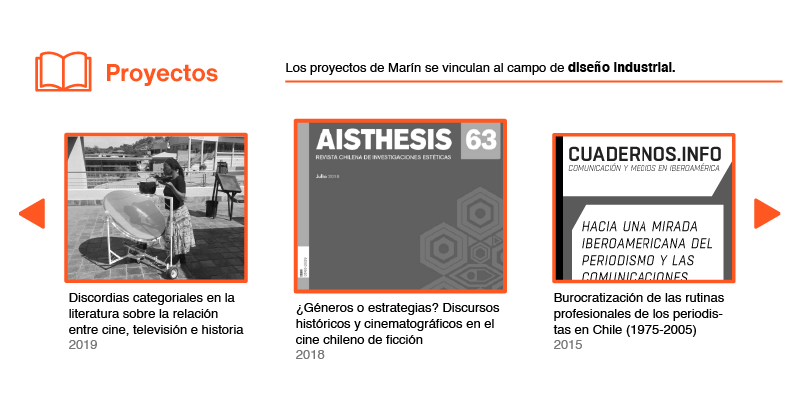 Proyectos
Los proyectos de Marín se vinculan al campo de diseño industrial.
AISTHESIS 63
REVISTA CHILENA DE INVESTIGACIONES ESTÉTICAS
Julio 2018
CUADERNOS.INFO
COMUNICACIÓN Y MEDIOS EN IBEROAMÉRICA
HACIA UNA MIRADA
IBEROAMERICANA DEL
PERIODISMO Y LAS
COMUNICACIONES
Discordias categoriales en la
literatura sobre la relación
entre cine, televisión e historia
2019
¿Géneros o estrategias? Discursos
históricos y cinematográficos en el
cine chileno de ficción
2018
Burocratización de las rutinas
profesionales de los periodis-
tas en Chile (1975-2005)
2015